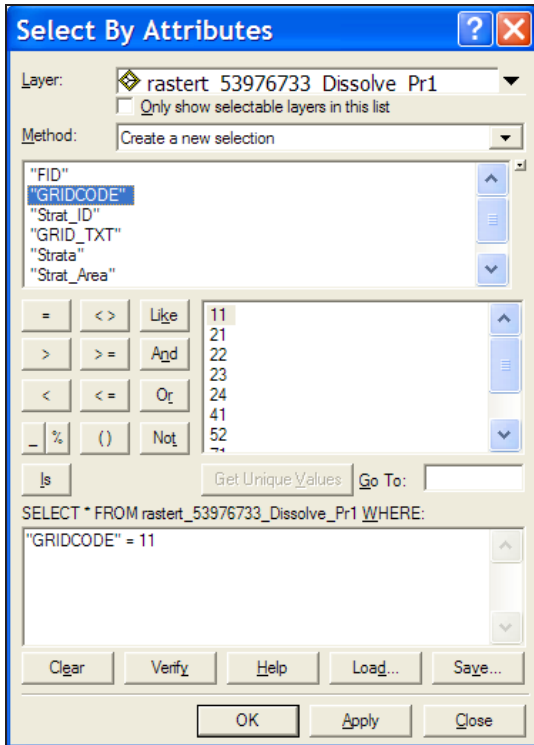 Select By Attributes
?
Layer: rastert 53976733 Dissolve Pr1
Only show selectable layers in this list
Method: Create a new selection
"FID"
"GRIDCODE"
"Strat_ID"
"GRID_TXT"
"Strata"
"Strat_Area"
= < > Like
> > = And
< < = Or
_ % () Not
Is
11
21
22
23
24
41
52
71
Get Unique Values Go To:
SELECT * FROM rastert_53976733_Dissolve_Pr1 WHERE:
"GRIDCODE" = 11
Clear Verify Help Load... Save...
OK Apply Close